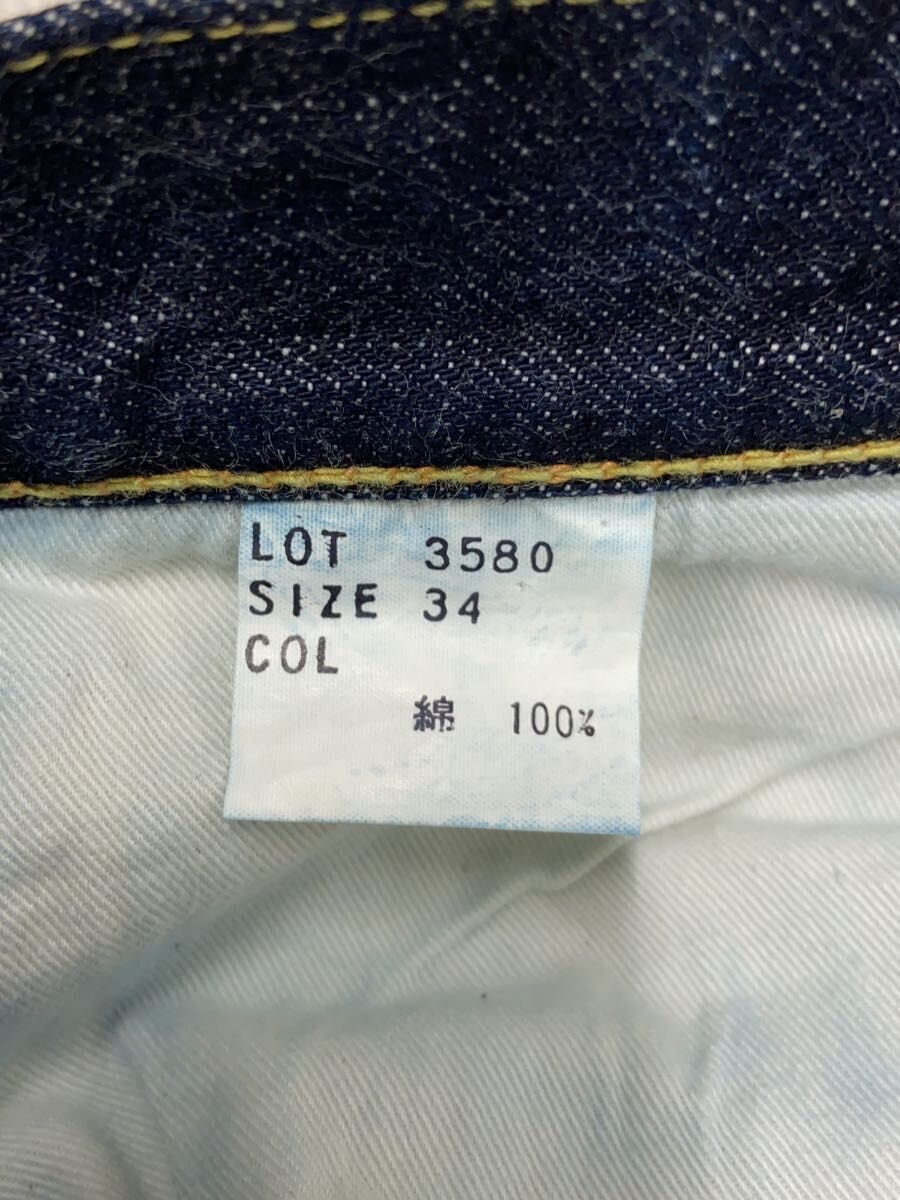 LOT 3580
SIZE 34
COL
綿 100%